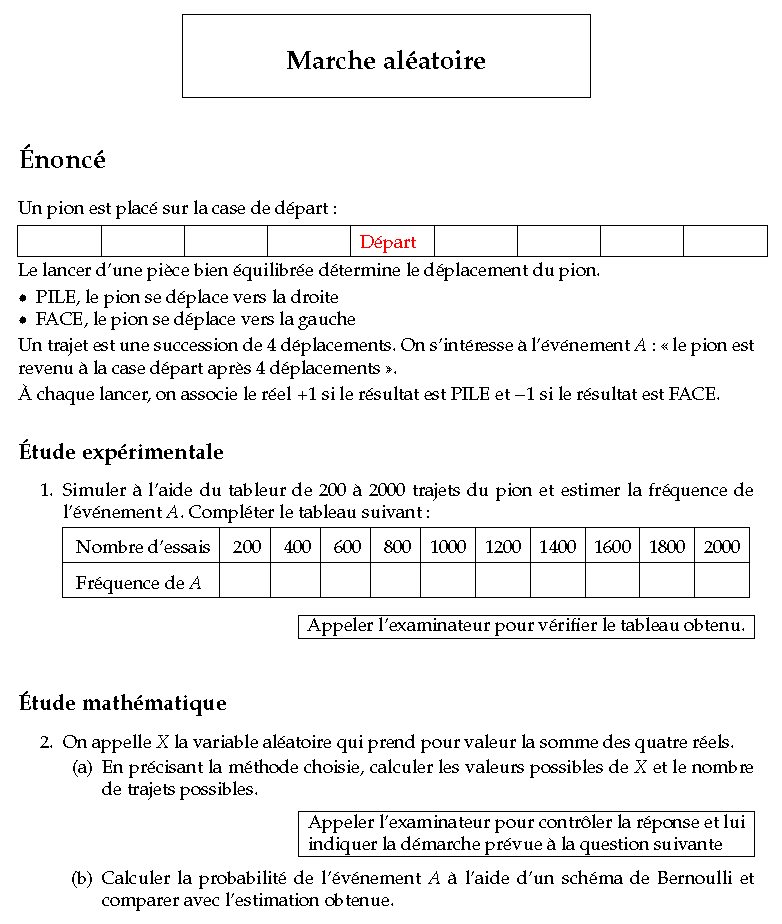 Marche aléatoire
Énoncé
Un pion est placé sur la case de départ :
Départ
Le lancer d'une pièce bien équilibrée détermine le déplacement du pion.
• PILE, le pion se déplace vers la droite
• FACE, le pion se déplace vers la gauche
Un trajet est une succession de 4 déplacements. On s'intéresse à l'événement A : « le pion est
revenu à la case départ après 4 déplacements ».
À chaque lancer, on associe le réel +1 si le résultat est PILE et −1 si le résultat est FACE.
Étude expérimentale
1. Simuler à l'aide du tableur de 200 à 2000 trajets du pion et estimer la fréquence de
l'événement A. Compléter le tableau suivant :
Nombre d'essais 200 400 600 800 1000 1200 1400 1600 1800 2000
Fréquence de A
Appeler l'examinateur pour vérifier le tableau obtenu.
Étude mathématique
2. On appelle X la variable aléatoire qui prend pour valeur la somme des quatre réels.
(a) En précisant la méthode choisie, calculer les valeurs possibles de X et le nombre
de trajets possibles.
Appeler l'examinateur pour contrôler la réponse et lui
indiquer la démarche prévue à la question suivante
(b) Calculer la probabilité de l'événement A à l'aide d'un schéma de Bernoulli et
comparer avec l'estimation obtenue.